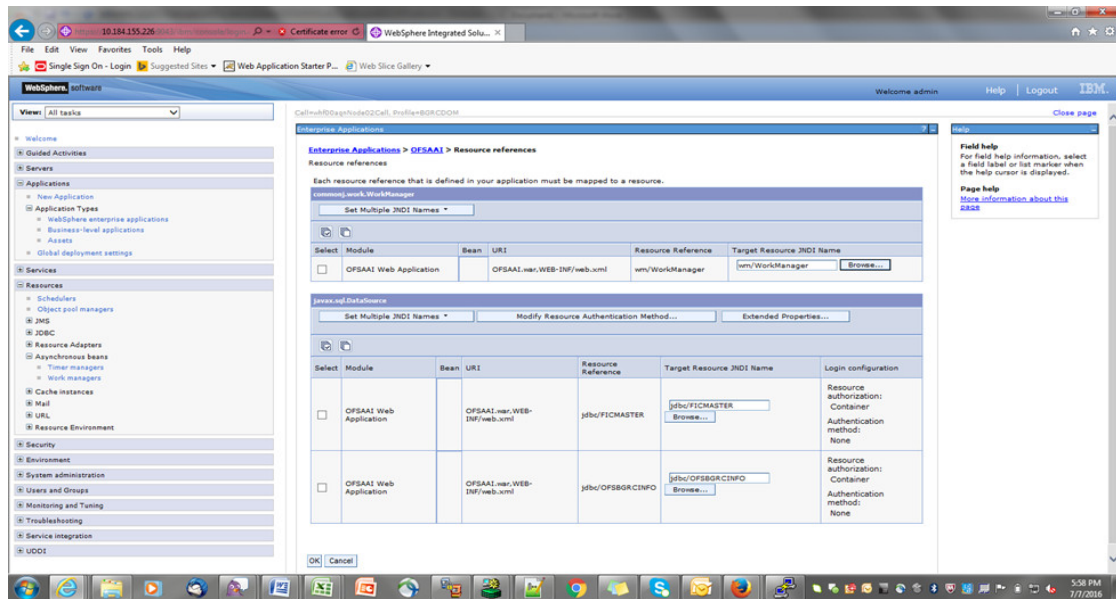 10.184.155.226
Certificate error
WebSphere Integrated Solu...
File Edit View Favorites Tools Help
Single Sign On - Login Suggested Sites Web Application Starter P... Web Slice Gallery
WebSphere. software
Welcome admin
Help | Logout
IBM.
View: All tasks
Welcome
Guided Activities
Servers
Applications
New Application
Application Types
WebSphere enterprise applications
Business-level applications
Assets
Global deployment settings
Services
Resources
Schedulers
Object pool managers
JMS
JDBC
Resource Adapters
Asynchronous beans
Timer managers
Work managers
Cache instances
Mail
URL
Resource Environment
Security
Environment
System administration
Users and Groups
Monitoring and Tuning
Troubleshooting
Service integration
UDDI
Profile=BGRCDOM
Close page
Enterprise Applications
Enterprise Applications > OFSAAI > Resource references
Resource references
Each resource reference that is defined in your application must be mapped to a resource.
commonj.work.WorkManager
Set Multiple JNDI Names
Select Module Bean URI Resource Reference Target Resource JNDI Name
OFSAAI Web Application OFSAAI.war,WEB-INF/web.xml wm/WorkManager wm/WorkManager Browse...
javax.sql.DataSource
Set Multiple JNDI Names Modify Resource Authentication Method... Extended Properties...
Select Module Bean URI Resource Reference Target Resource JNDI Name Login configuration
OFSAAI Web Application
OFSAAI.war,WEB-INF/web.xml
jdbc/FICMASTER
jdbc/FICMASTER
Browse...
Resource authorization:
Container
Authentication method:
None
OFSAAI Web Application
OFSAAI.war,WEB-INF/web.xml
jdbc/OFSBGRCINFO
jdbc/OFSBGRCINFO
Browse...
Resource authorization:
Container
Authentication method:
None
OK Cancel
Help
Field help
For field help information, select a field label or list marker when the help cursor is displayed.
Page help
More information about this page
5:58 PM
7/7/2016